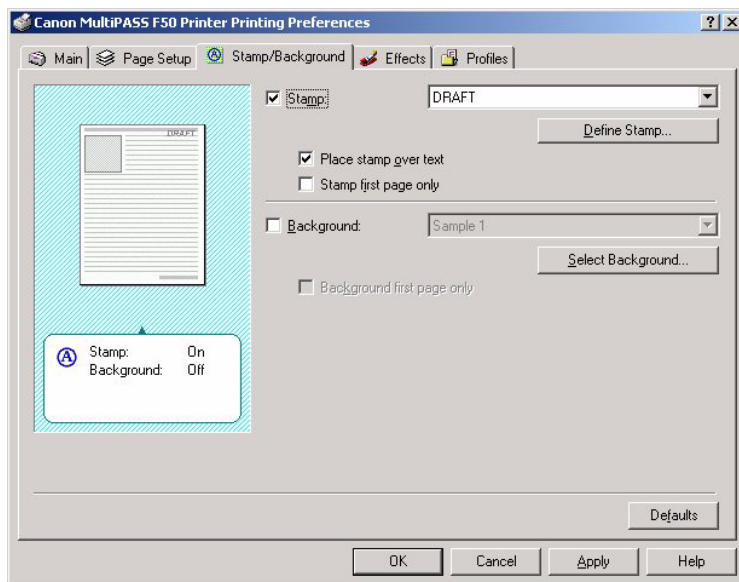 Canon MultiPASS F50 Printer Printing Preferences
Main Page Setup Stamp/Background Effects Profiles
Stamp: DRAFT
Define Stamp...
Place stamp over text
Stamp first page only
Background: Sample 1
Select Background...
Background first page only
DRAFT
Stamp: On
Background: Off
Defaults
OK Cancel Apply Help